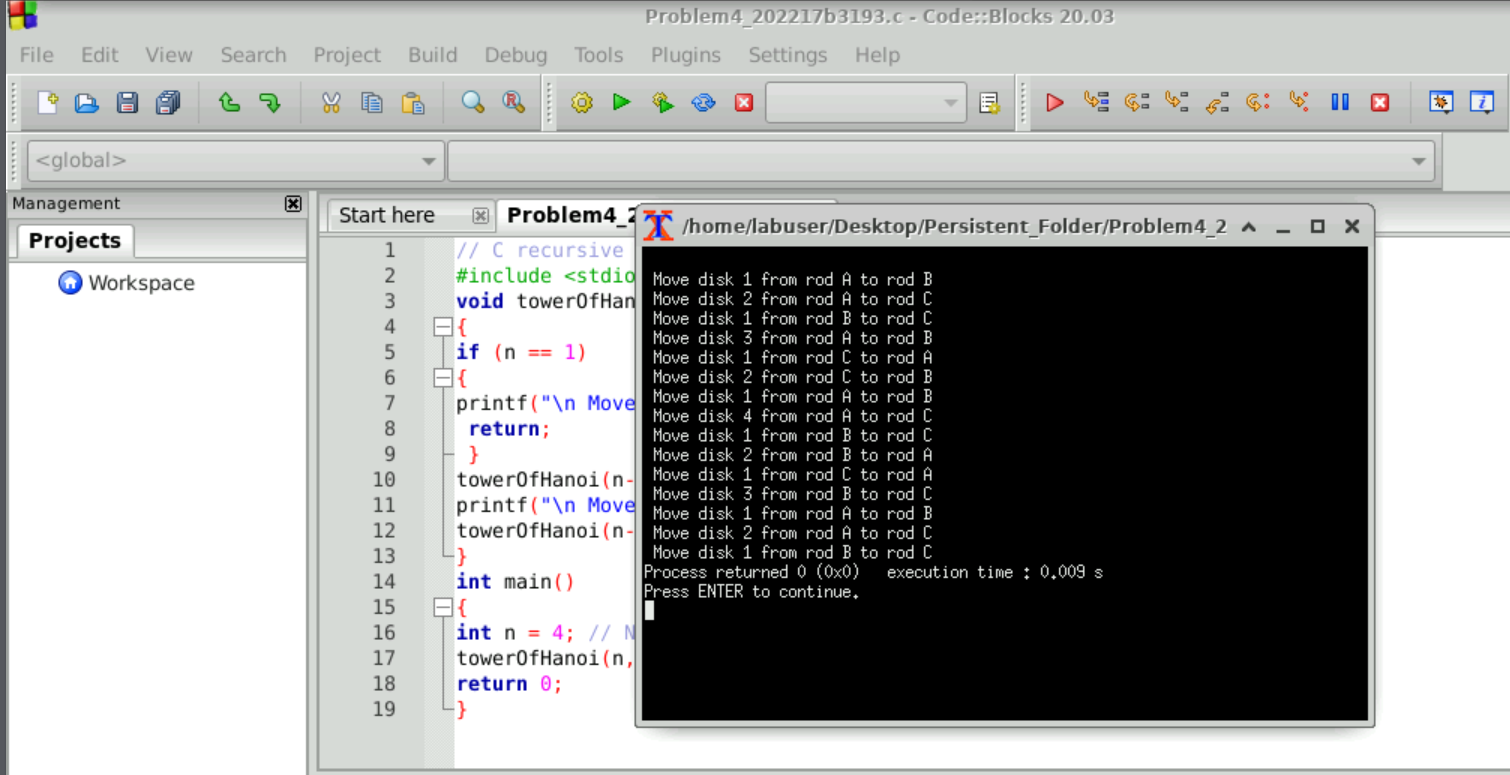 Problem4_202217b3193.c - Code::Blocks 20.03
File Edit View Search Project Build Debug Tools Plugins Settings Help
<global>
Management
Projects
Workspace
Start here Problem4_2
1 // C recursive
2 #include <stdio
3 void towerOfHan
4 {
5 if (n == 1)
6 {
7 printf("\n Move
8 return;
9 }
10 towerOfHanoi(n-
11 printf("\n Move
12 towerOfHanoi(n-
13 }
14 int main()
15 {
16 int n = 4; // N
17 towerOfHanoi(n,
18 return 0;
19 }
/home/labuser/Desktop/Persistent_Folder/Problem4_2
Move disk 1 from rod A to rod B
Move disk 2 from rod A to rod C
Move disk 1 from rod B to rod C
Move disk 3 from rod A to rod B
Move disk 1 from rod C to rod A
Move disk 2 from rod C to rod B
Move disk 1 from rod A to rod B
Move disk 4 from rod A to rod C
Move disk 1 from rod B to rod C
Move disk 2 from rod B to rod A
Move disk 1 from rod C to rod A
Move disk 3 from rod B to rod C
Move disk 1 from rod A to rod B
Move disk 2 from rod A to rod C
Move disk 1 from rod B to rod C
Process returned 0 (0x0) execution time : 0.009 s
Press ENTER to continue.